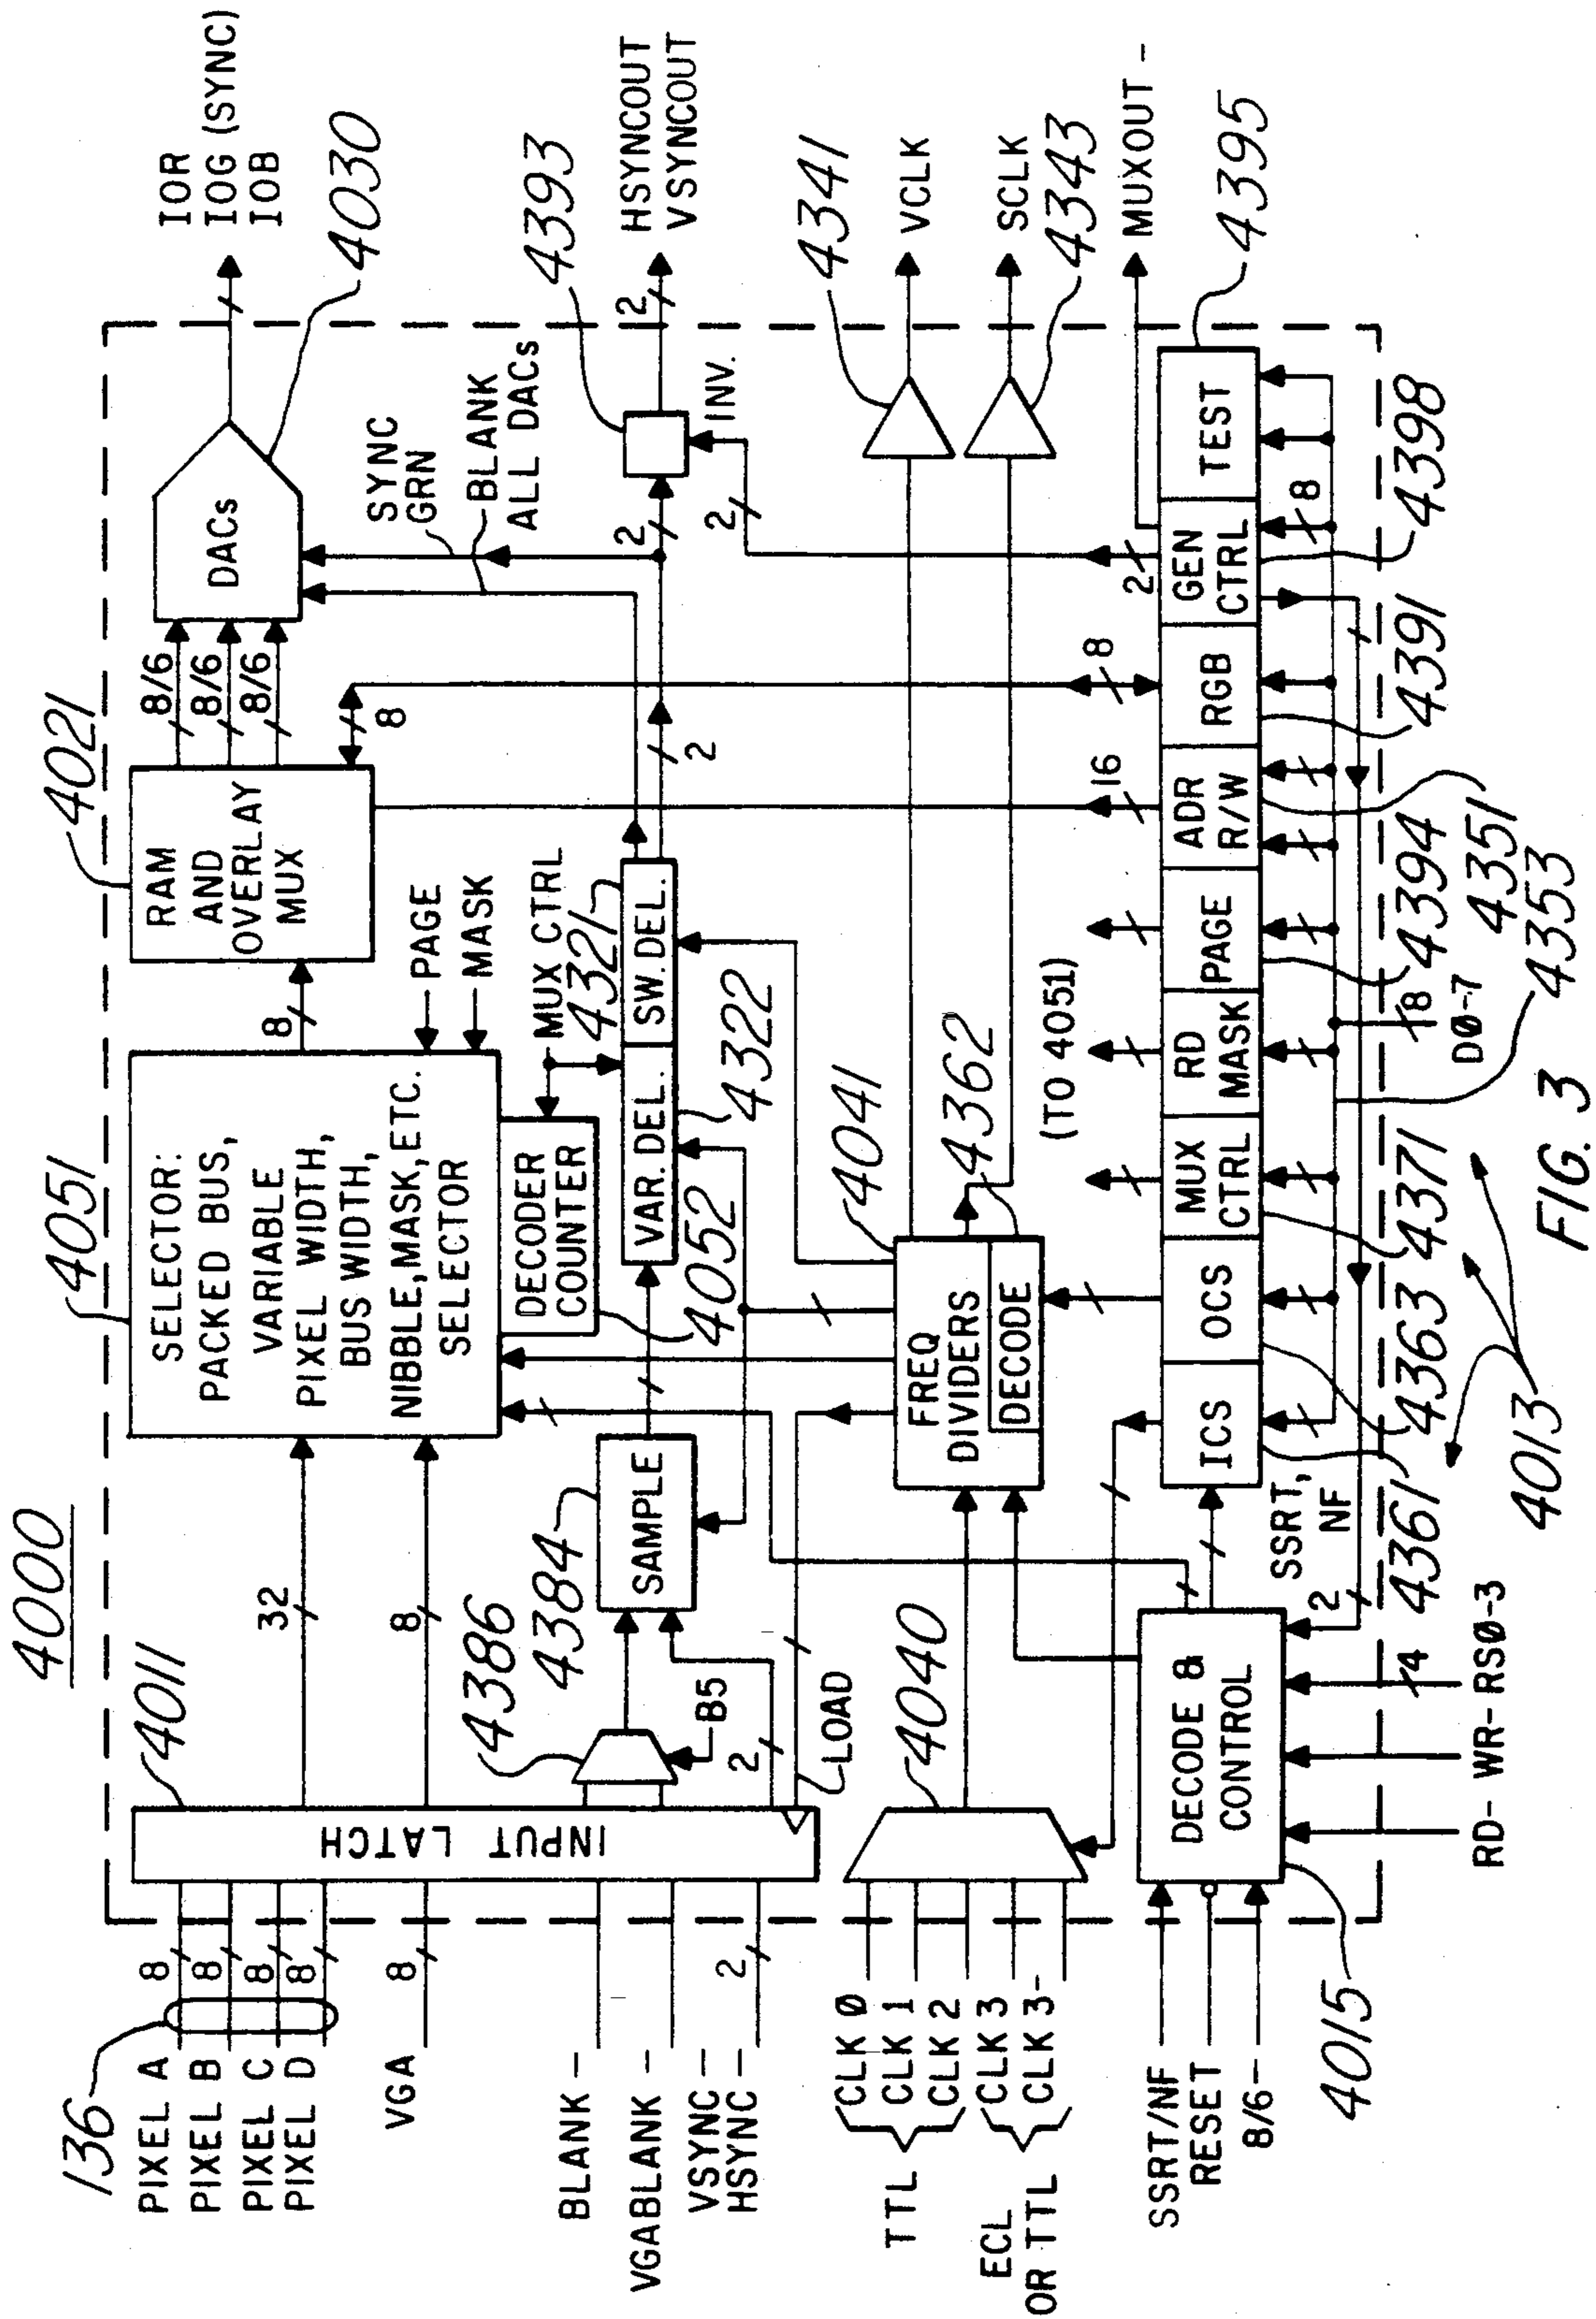 4000
136
PIXEL A
PIXEL B
PIXEL C
PIXEL D
8
8
8
8
VGA
8
BLANK -
VGABLANK -
VSYNC -
HSYNC -
2
TTL
CLK 0
CLK 1
CLK 2
ECL
OR TTL
CLK 3
CLK 3-
SSRT/NF
RESET
8/6-
4015
4011
INPUT LATCH
32
8
4386
B5
2
LOAD
4384
SAMPLE
4051
SELECTOR:
PACKED BUS,
VARIABLE
PIXEL WIDTH,
BUS WIDTH,
NIBBLE, MASK, ETC.
SELECTOR
DECODER
COUNTER
4052
8
PAGE
MASK
MUX CTRL
4021
RAM
AND
OVERLAY
MUX
8/6
8/6
8/6
8
DACs
4030
IOR
IOG (SYNC)
IOB
SYNC
GRN
BLANK
ALL DACs
VAR. DEL.
SW. DEL.
4321
4322
2
2
2
INV.
4393
2
HSYNCOUT
VSYNCOUT
4040
4041
FREQ
DIVIDERS
DECODE
4362
4341
VCLK
4343
SCLK
MUXOUT -
DECODE &
CONTROL
RD-
WR-
RS0-3
4
2
SSRT,
NF
ICS
OCS
MUX
CTRL
RD
MASK
PAGE
ADR
R/W
RGB
GEN
CTRL
TEST
(TO 4051)
16
8
2
8
4395
4361
4363
4371
8
D0-7
4353
4394
4351
4391
4398
4013
FIG. 3